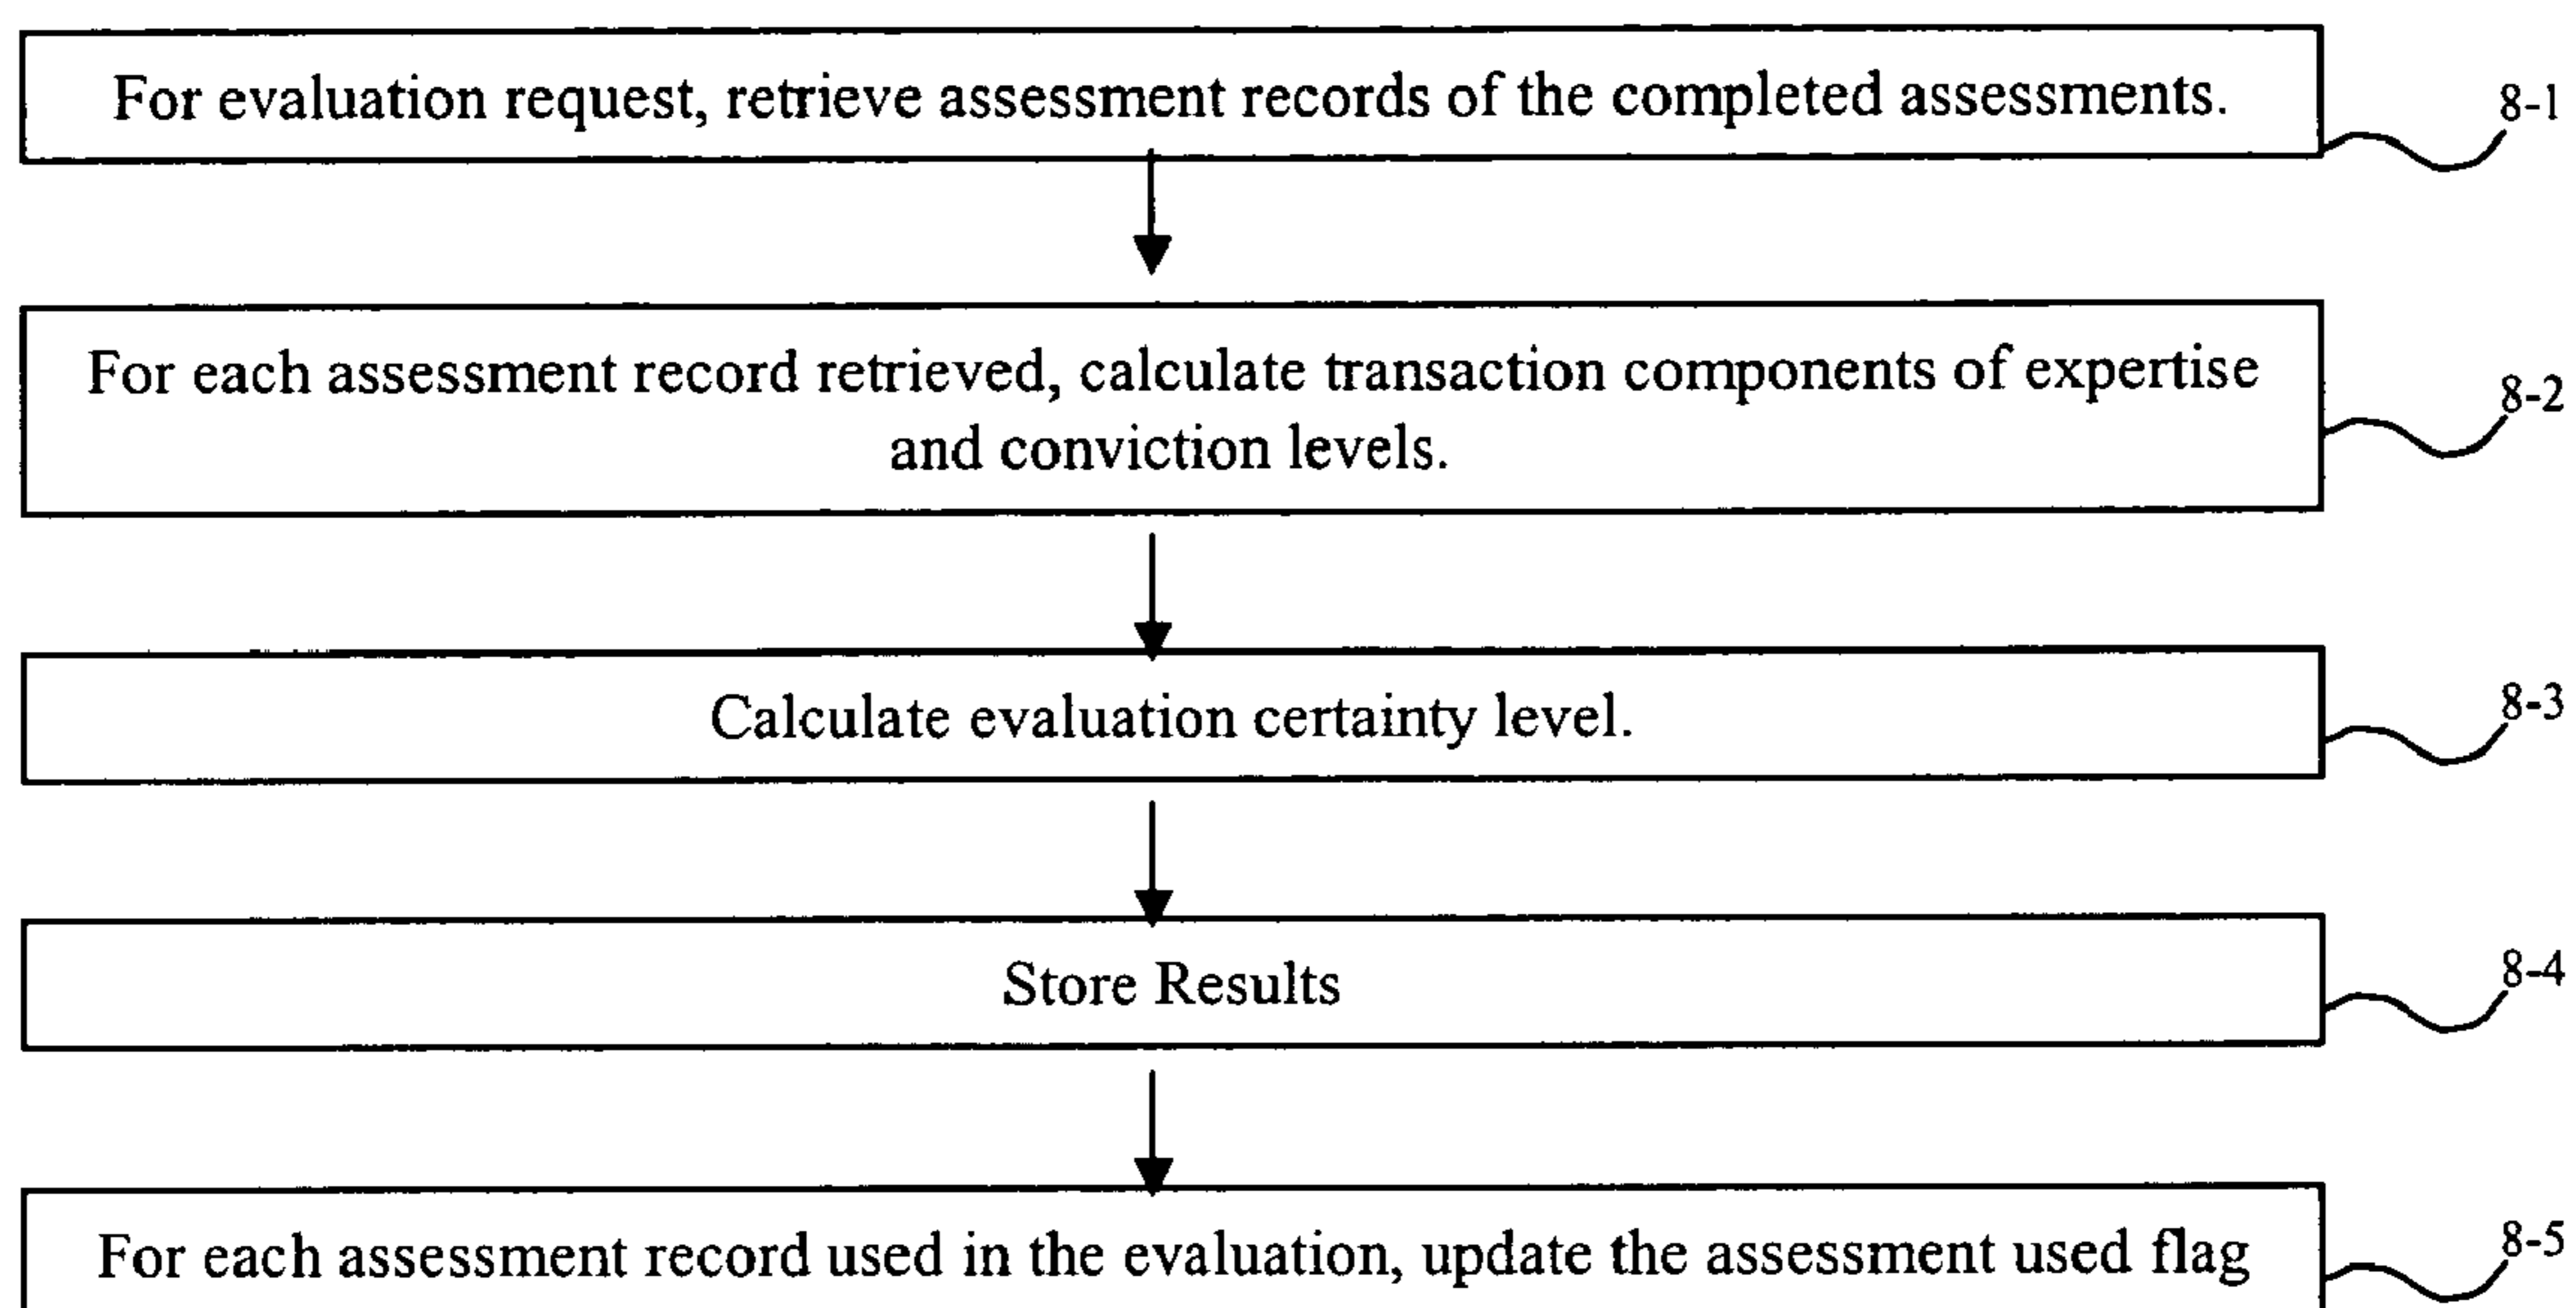 For evaluation request, retrieve assessment records of the completed assessments.
8-1
For each assessment record retrieved, calculate transaction components of expertise
and conviction levels.
8-2
Calculate evaluation certainty level.
8-3
Store Results
8-4
For each assessment record used in the evaluation, update the assessment used flag
8-5